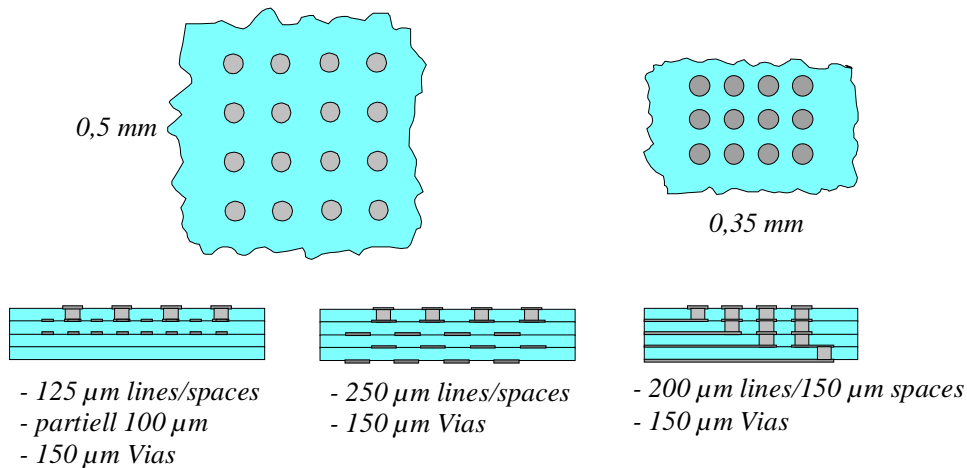 0,5 mm
0,35 mm
- 125 µm lines/spaces
- partiell 100 µm
- 150 µm Vias
- 250 µm lines/spaces
- 150 µm Vias
- 200 µm lines/150 µm spaces
- 150 µm Vias